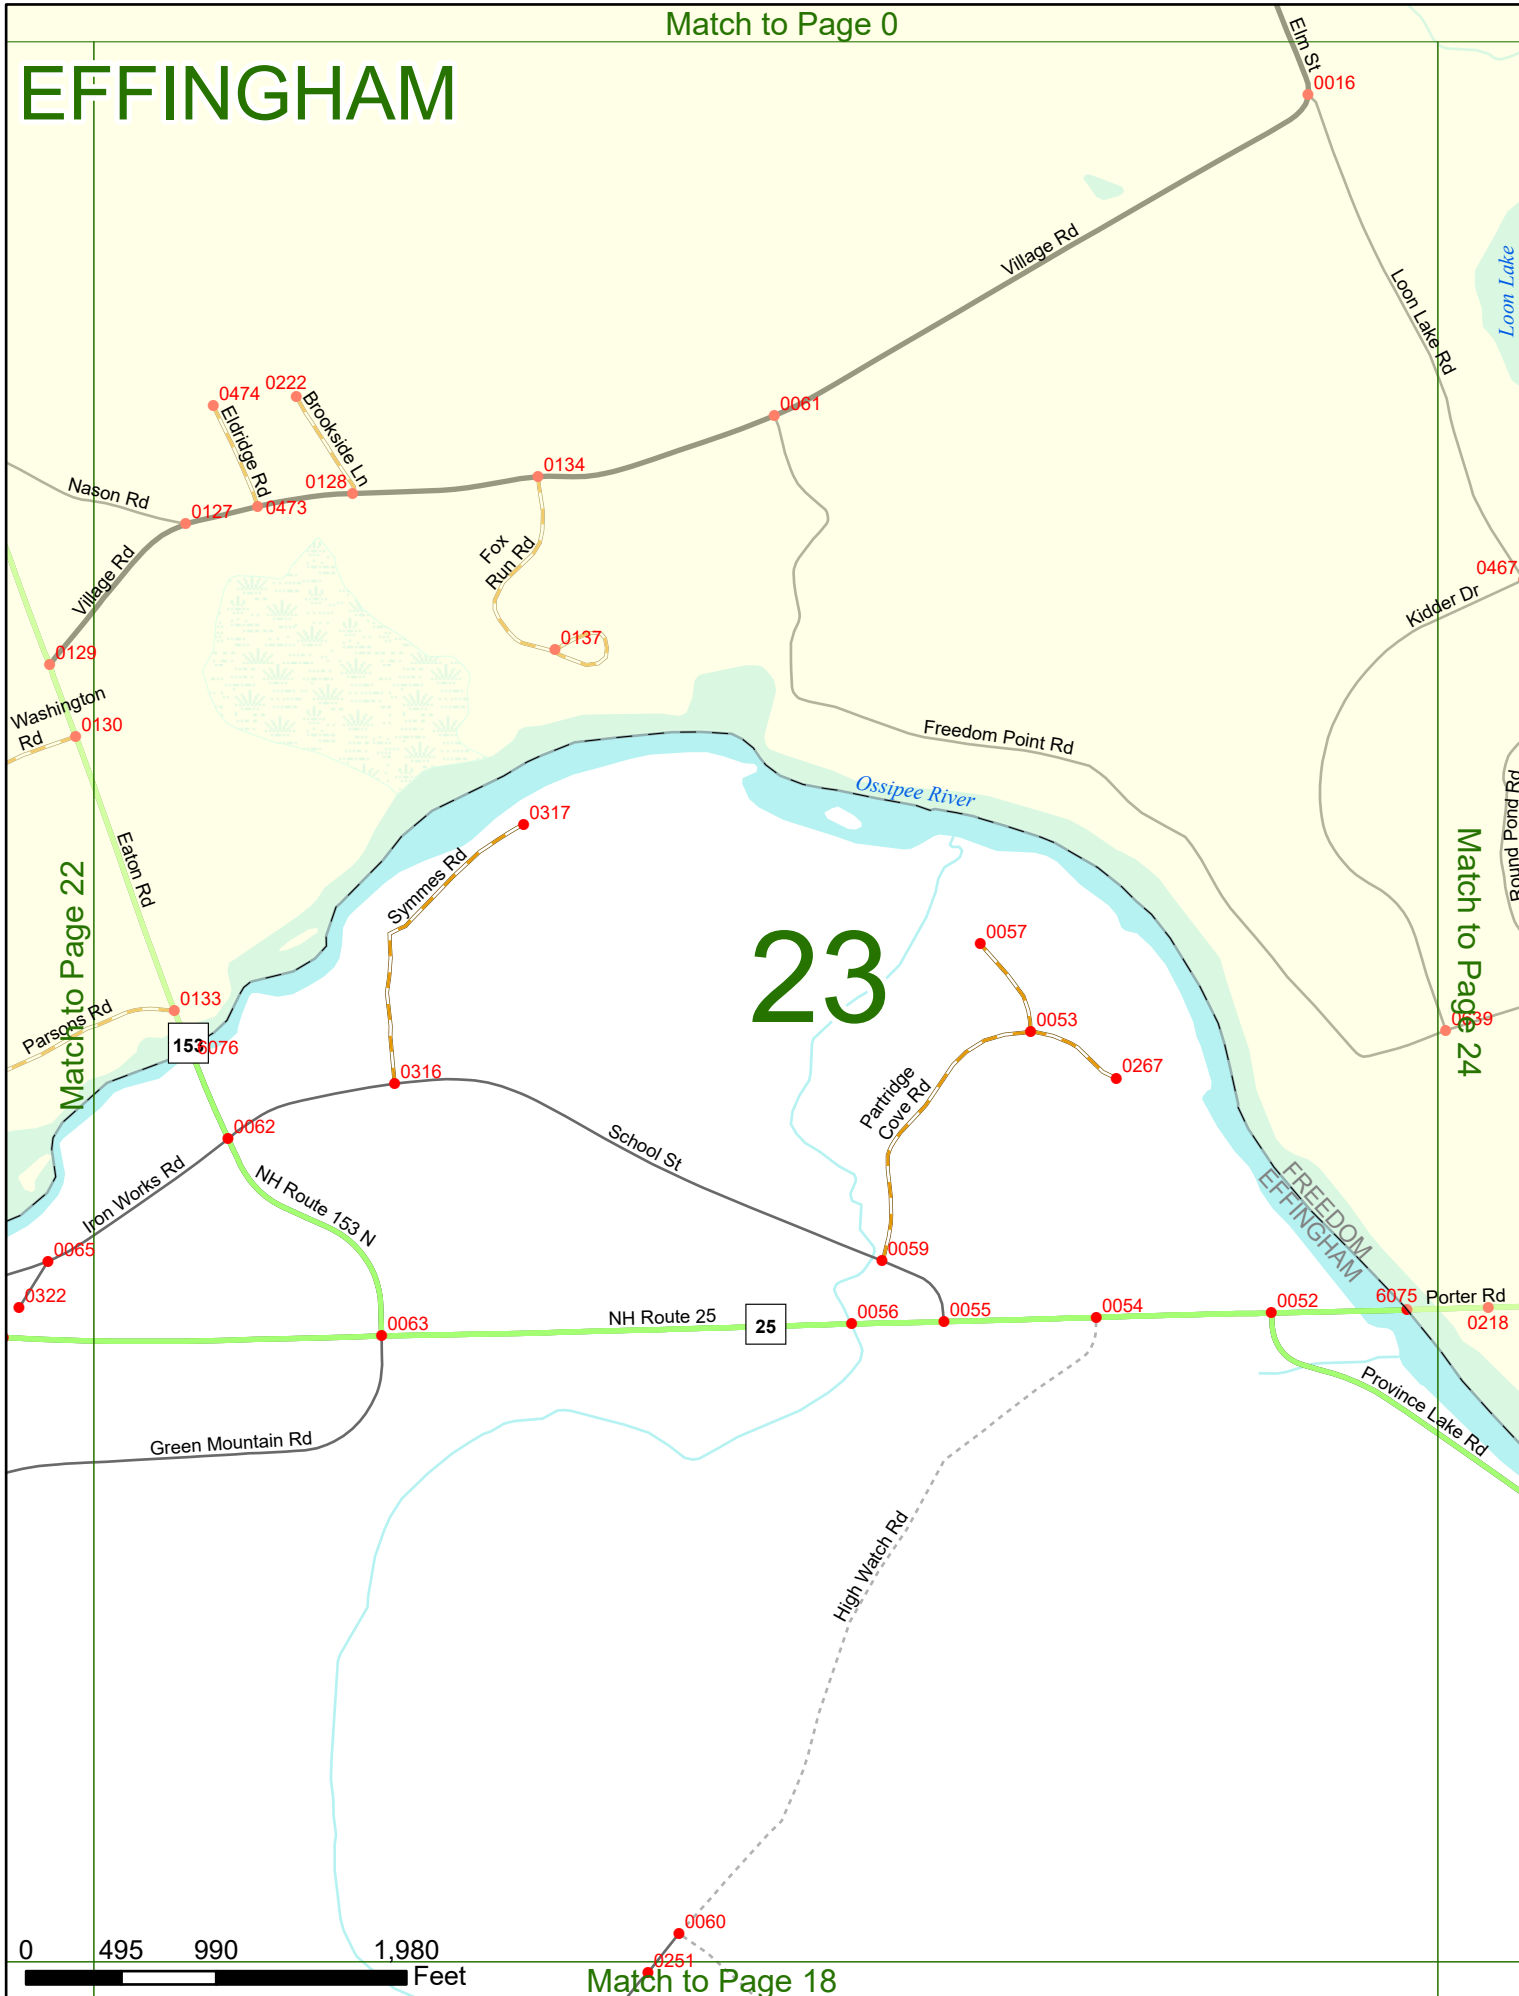 Match to Page 0
EFFINGHAM
Elm St
0016
Village Rd
Loon Lake Rd
Loon Lake
0474
0222
Eldridge Rd
Brookside Ln
0061
0134
0128
0473
Nason Rd
0127
Village Rd
Fox
Run Rd
0467
Kidder Dr
0137
0129
Washington
Rd
0130
Freedom Point Rd
Ossipee River
Round Pond Rd
0317
Eaton Rd
Symmes Rd
Match to Page 22
Match to Page 24
23
0057
0133
Parsons Rd
153
6076
0053
0639
0316
0267
Partridge
Cove Rd
0062
School St
Iron Works Rd
NH Route 153 N
FREEDOM
EFFINGHAM
0065
0059
0322
0063
NH Route 25
25
0056
0055
0054
0052
6075
Porter Rd
0218
Province Lake Rd
Green Mountain Rd
High Watch Rd
0060
0251
0 495 990 1,980
Feet
Match to Page 18